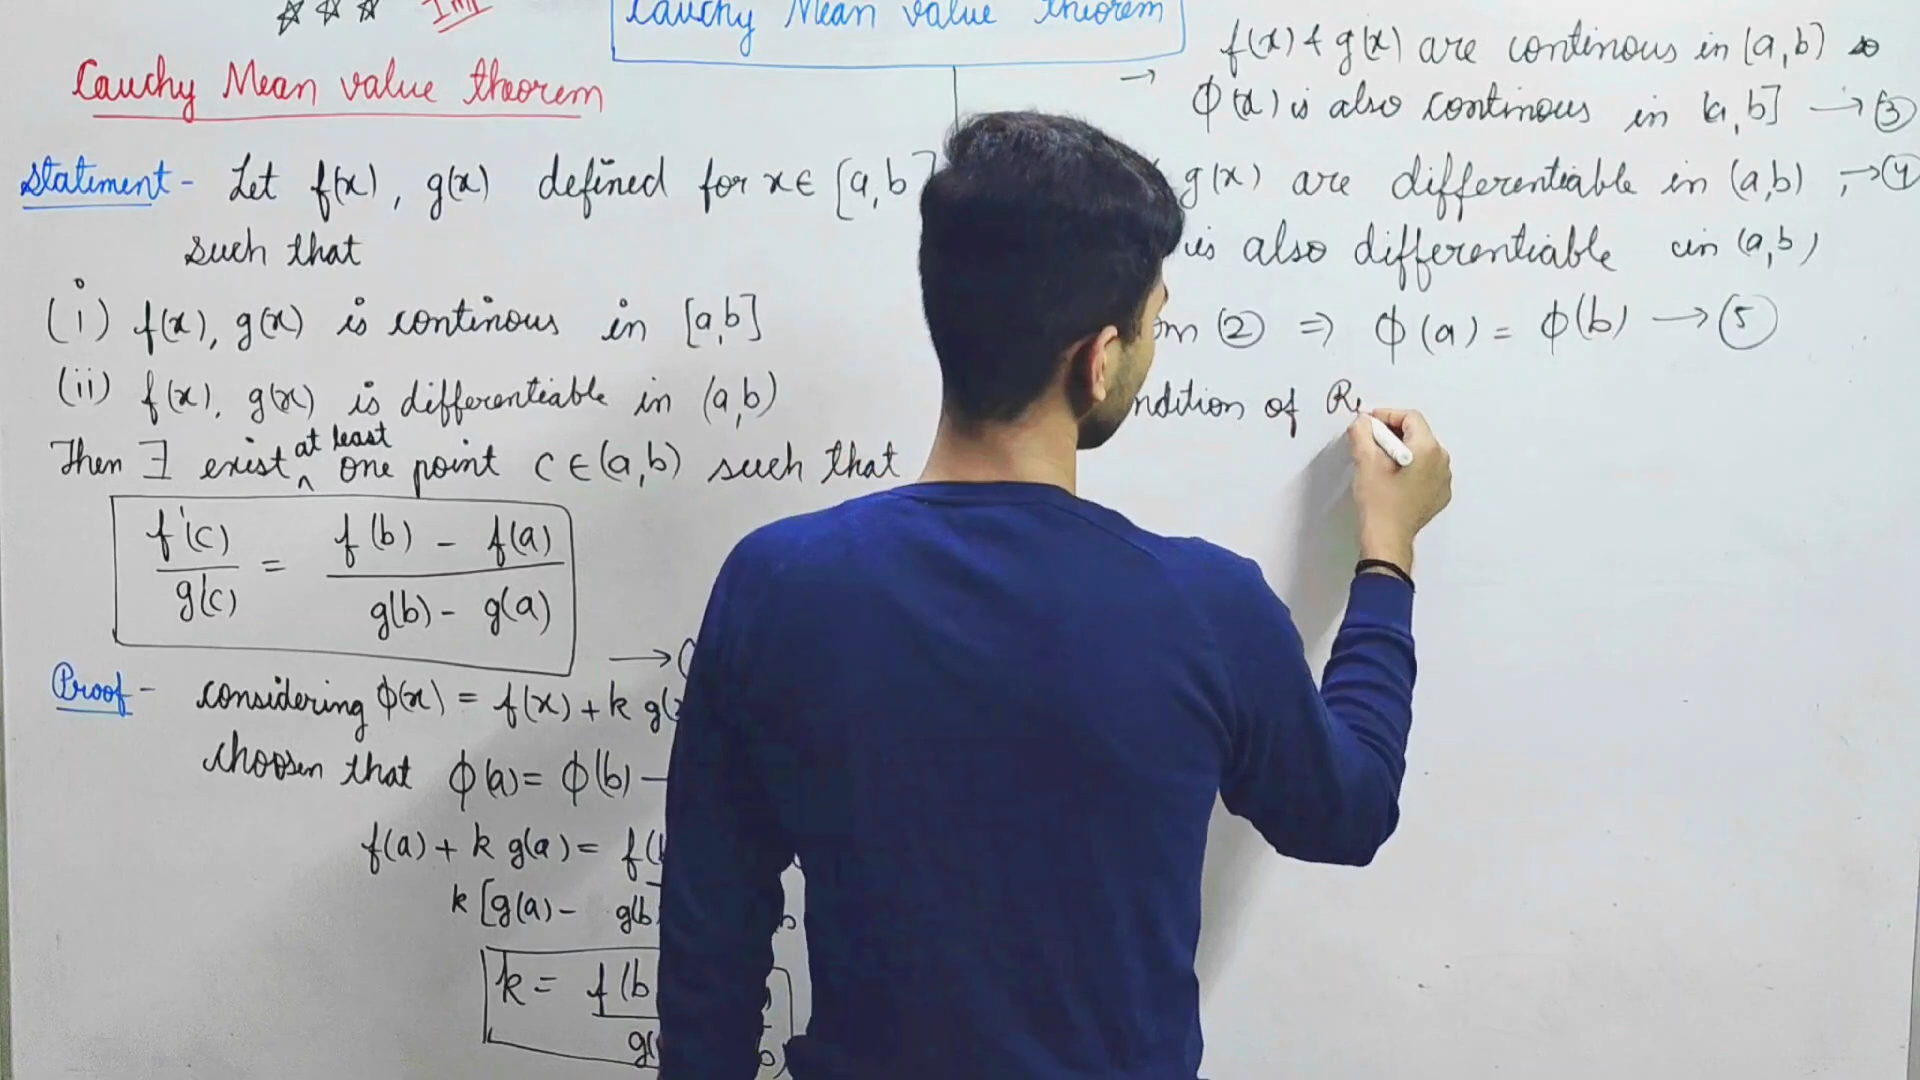 ☆ ☆ ☆ Imp
Cauchy Mean value theorem
Cauchy Mean value theorem
Statement - Let f(x), g(x) defined for x ∈ [a,b
such that
(i) f(x), g(x) is continous in [a,b]
(ii) f(x), g(x) is differentiable in (a,b)
Then ∃ exist at least one point c ∈ (a,b) such that
f'(c)/g'(c) = f(b) - f(a)/g(b) - g(a)
→ (
Proof - considering ϕ(x) = f(x) + k g(
choosen that ϕ(a) = ϕ(b) —
f(a) + k g(a) = f(
k [g(a) - g(b
k = f(b
g(
→ f(x) & g(x) are continous in [a,b) so
ϕ(x) is also continous in [a,b] → ③
g(x) are differentiable in (a,b) , → ④
is also differentiable in (a,b)
om ② ⇒ ϕ(a) = ϕ(b) → ⑤
ndition of R